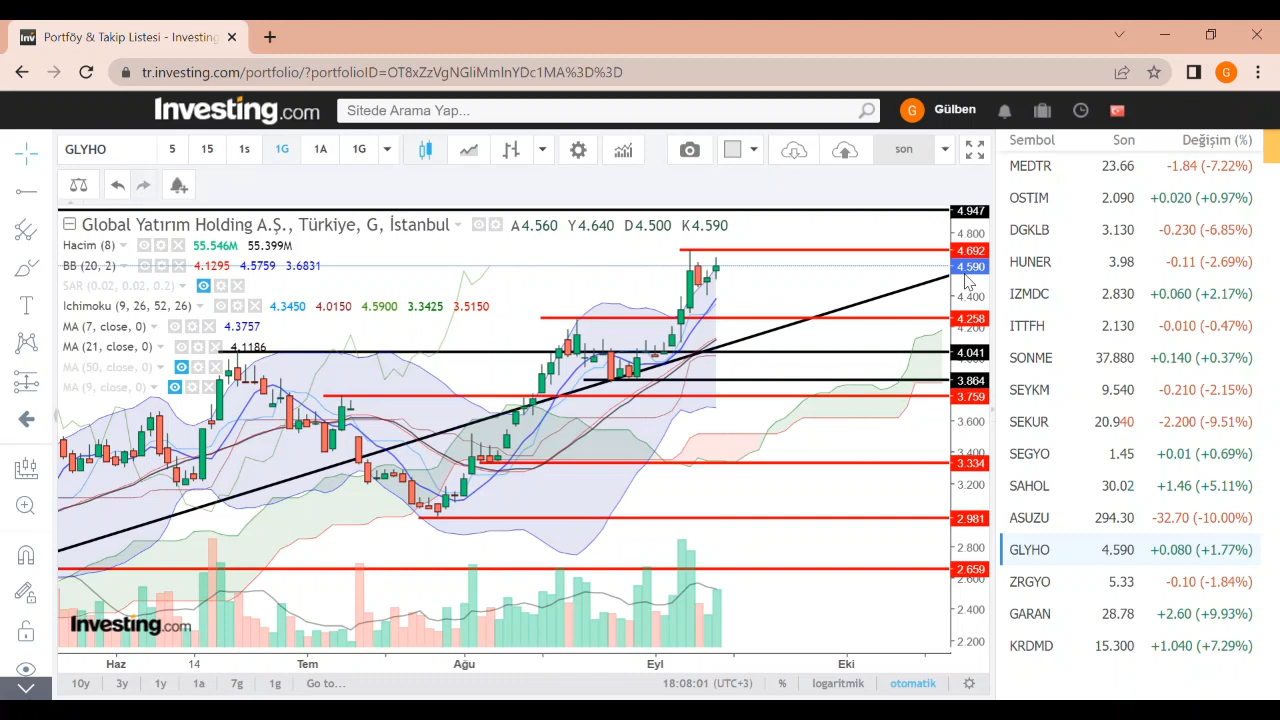 Portföy & Takip Listesi - Investing
tr.investing.com/portfolio/?portfolioID=OT8xZzVgNGliMmlnYDc1MA%3D%3D
G
Investing.com
Sitede Arama Yap...
G Gülben
GLYHO 5 15 1s 1G 1A 1G son
Global Yatırım Holding A.Ş., Türkiye, G, İstanbul A4.560 Y4.640 D4.500 K4.590
Hacim (8) 55.546M 55.399M
BB (20, 2) 4.1295 4.5759 3.6831
SAR (0.02, 0.02, 0.2)
Ichimoku (9, 26, 52, 26) 4.3450 4.0150 4.5900 3.3425 3.5150
MA (7, close, 0) 4.3757
MA (21, close, 0) 4.1186
MA (50, close, 0)
MA (9, close, 0)
4.947
4.800
4.692
4.590
4.400
4.258
4.200
4.041
3.864
3.759
3.600
3.400
3.334
3.200
2.981
2.800
2.659
2.600
2.400
2.200
Investing.com
Haz 14 Tem Ağu Eyl Eki
10y 3y 1y 1a 7g 1g Go to... 18:08:01 (UTC+3) % logaritmik otomatik
Sembol Son Değişim (%)
MEDTR 23.66 -1.84 (-7.22%)
OSTIM 2.090 +0.020 (+0.97%)
DGKLB 3.130 -0.230 (-6.85%)
HUNER 3.98 -0.11 (-2.69%)
IZMDC 2.830 +0.060 (+2.17%)
ITTFH 2.130 -0.010 (-0.47%)
SONME 37.880 +0.140 (+0.37%)
SEYKM 9.540 -0.210 (-2.15%)
SEKUR 20.940 -2.200 (-9.51%)
SEGYO 1.45 +0.01 (+0.69%)
SAHOL 30.02 +1.46 (+5.11%)
ASUZU 294.30 -32.70 (-10.00%)
GLYHO 4.590 +0.080 (+1.77%)
ZRGYO 5.33 -0.10 (-1.84%)
GARAN 28.78 +2.60 (+9.93%)
KRDMD 15.300 +1.040 (+7.29%)